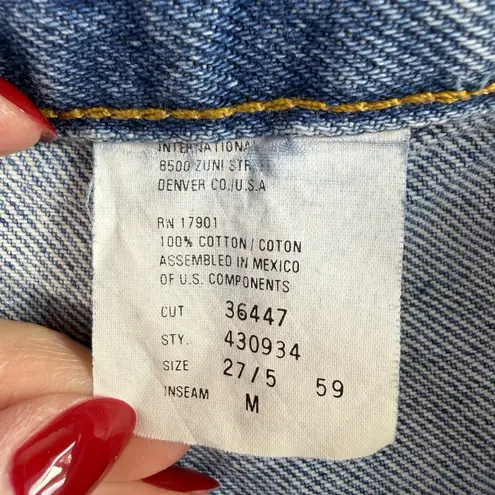 INTERNATIONAL
8500 ZUNI STR
DENVER CO./U.S.A
RN 17901
100% COTTON / COTON
ASSEMBLED IN MEXICO
OF U.S. COMPONENTS
CUT 36447
STY. 430934
SIZE 27/5 59
INSEAM M